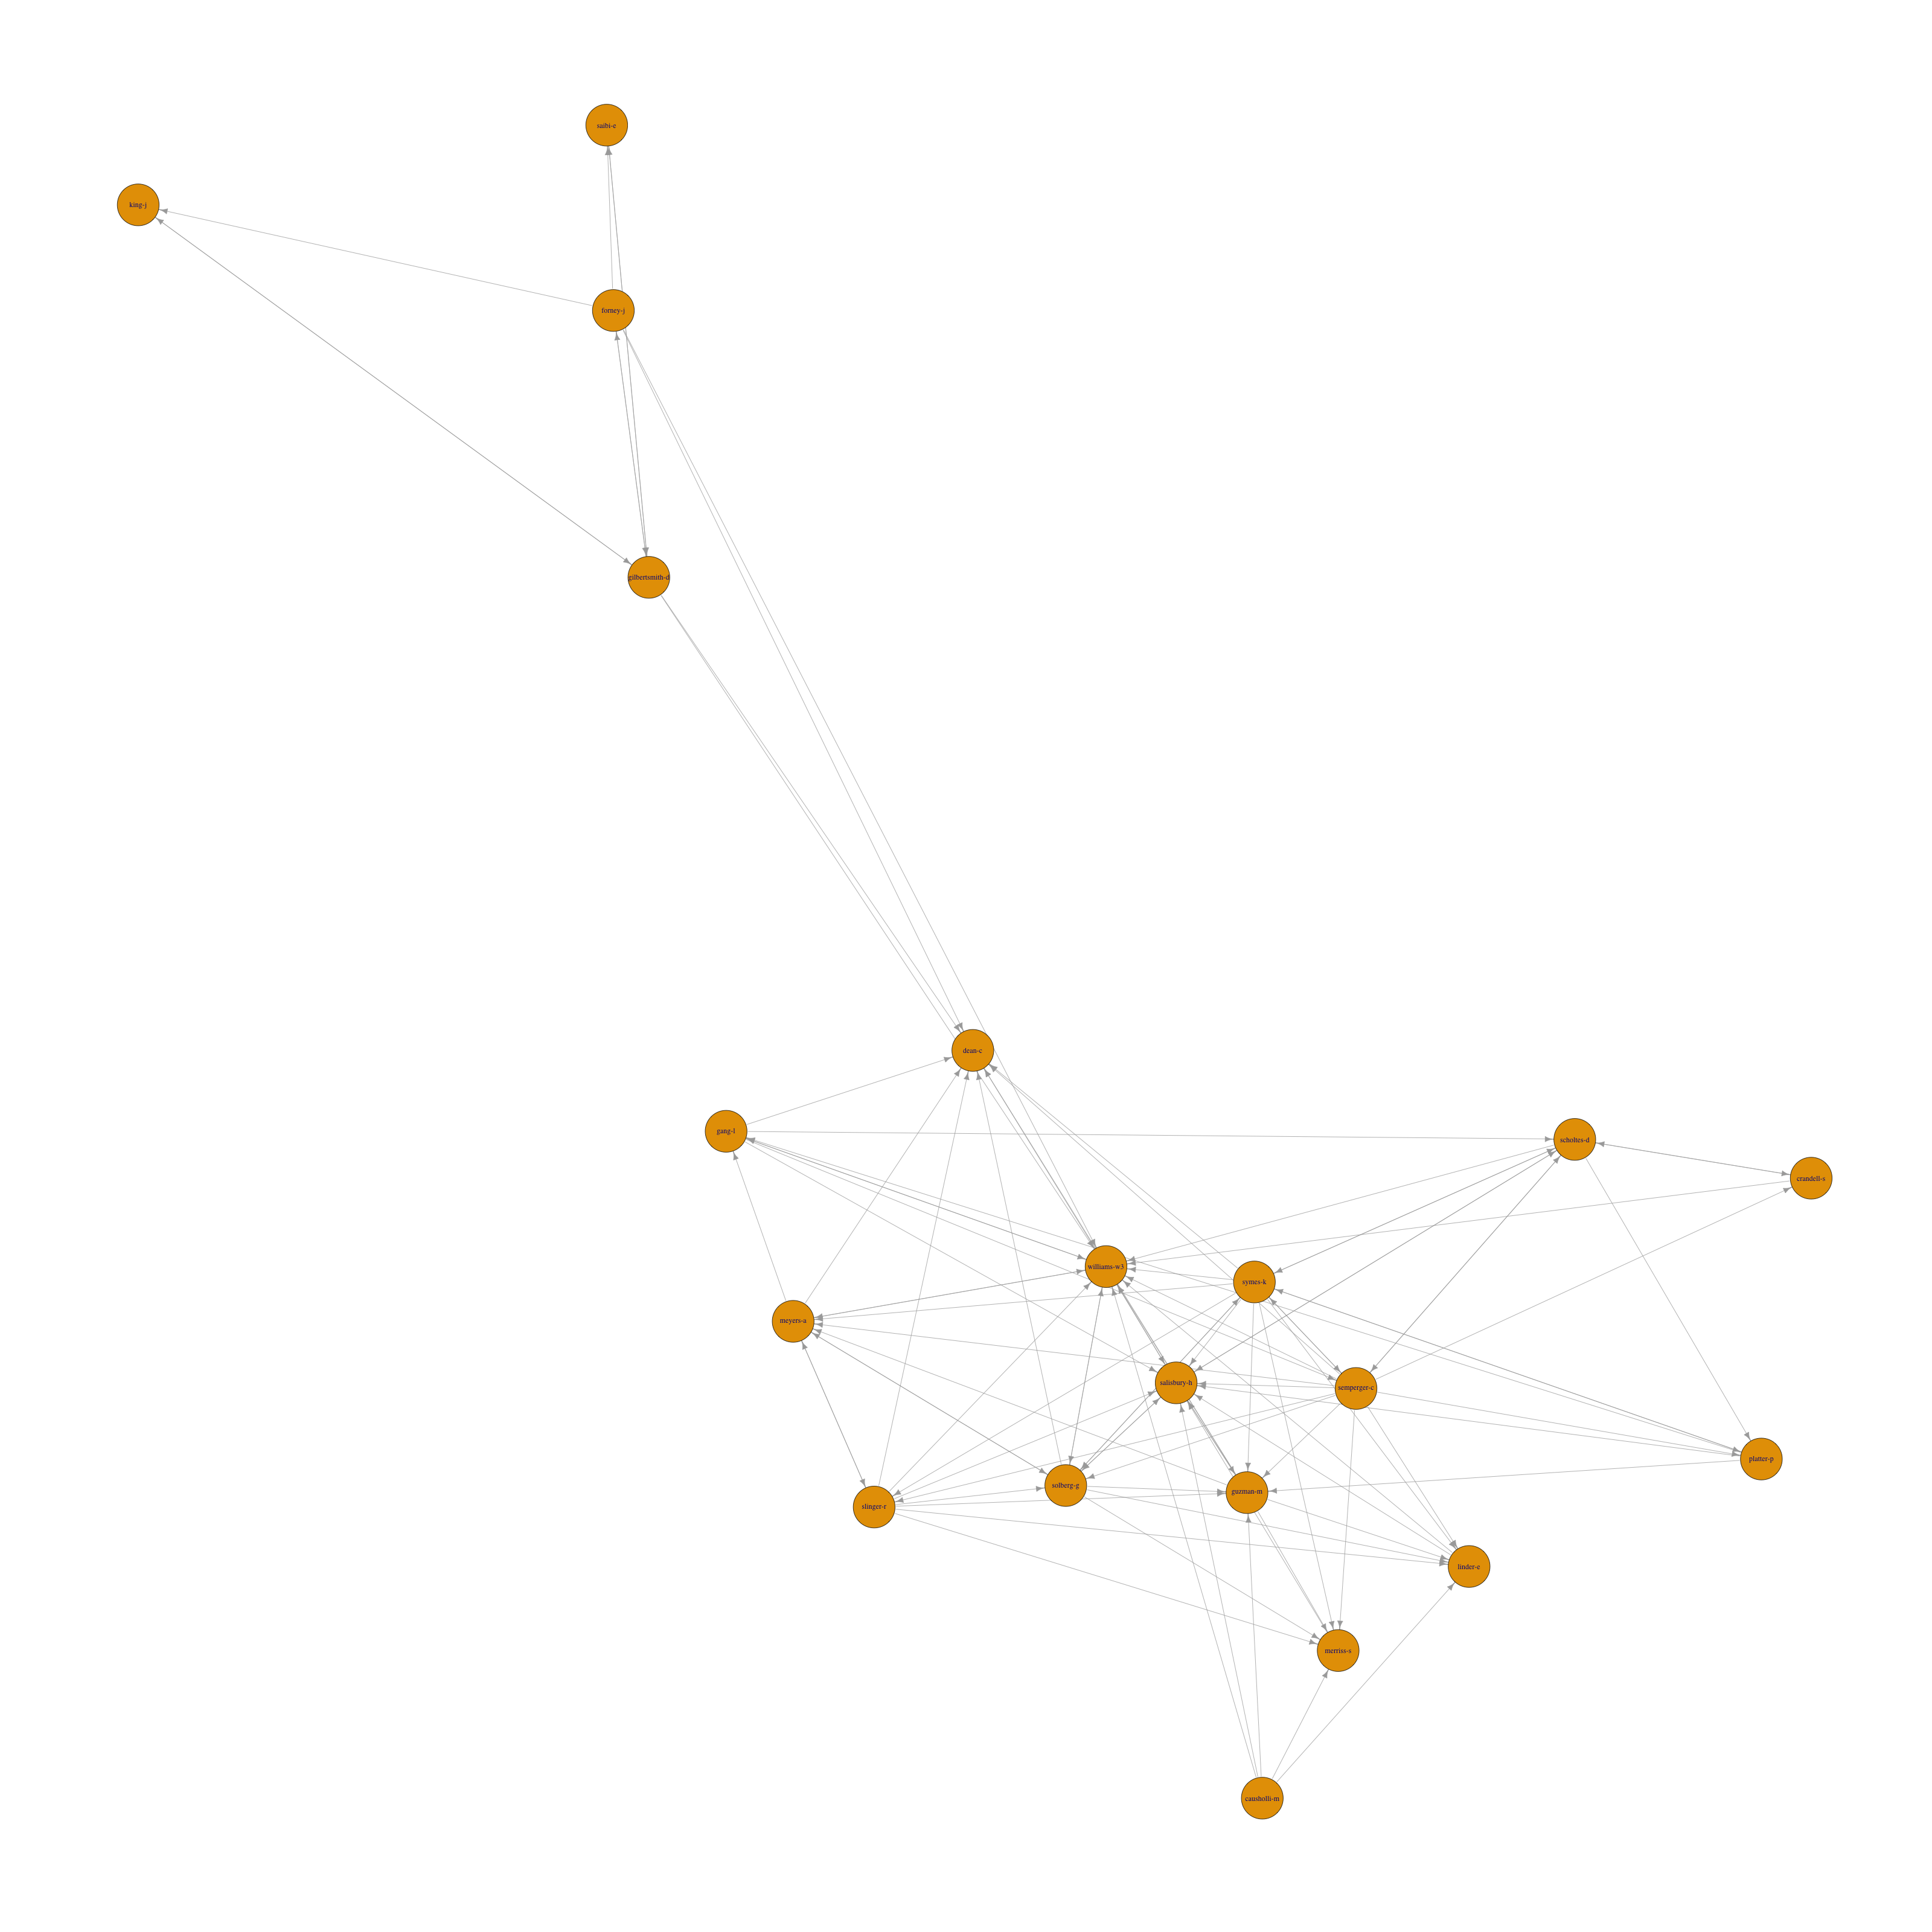 saibi-e
king-j
forney-j
gilbertsmith-d
dean-c
gang-l
scholtes-d
crandell-s
williams-w3
symes-k
meyers-a
salisbury-h
semperger-c
platter-p
solberg-g
guzman-m
slinger-r
linder-e
merriss-s
causholli-m